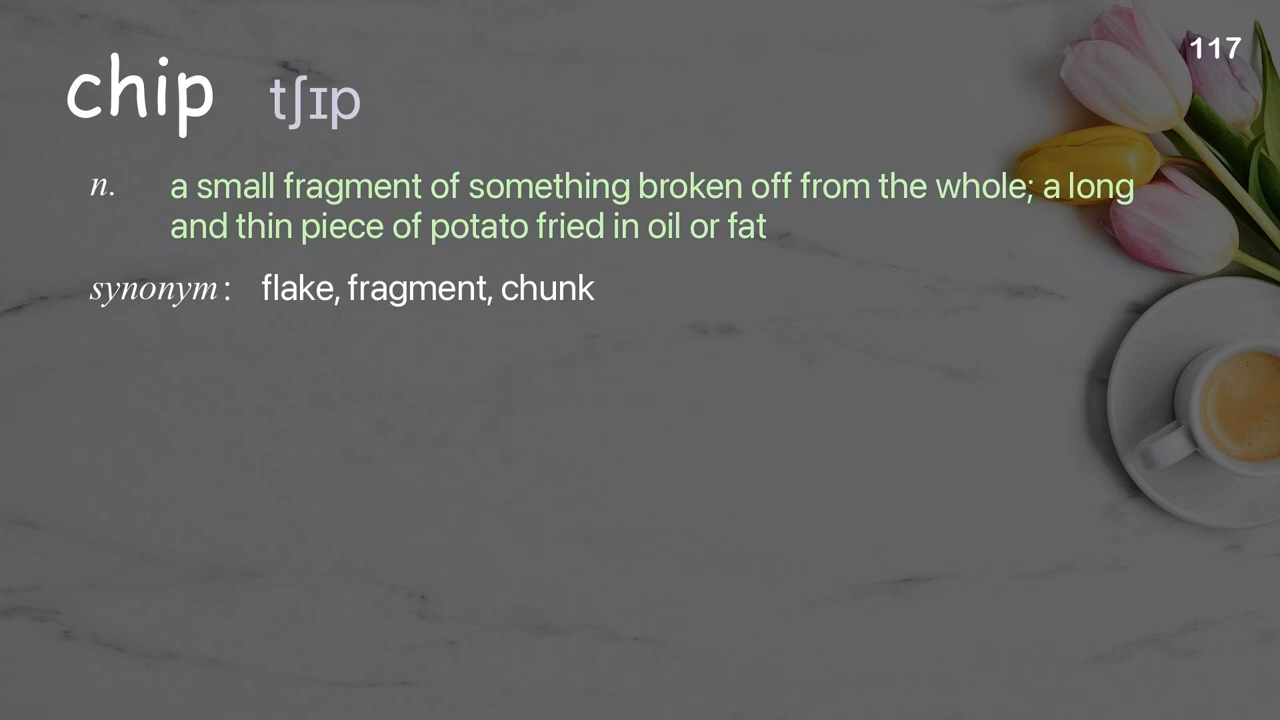 117
chip tʃɪp
n. a small fragment of something broken off from the whole; a long
and thin piece of potato fried in oil or fat
synonym: flake, fragment, chunk